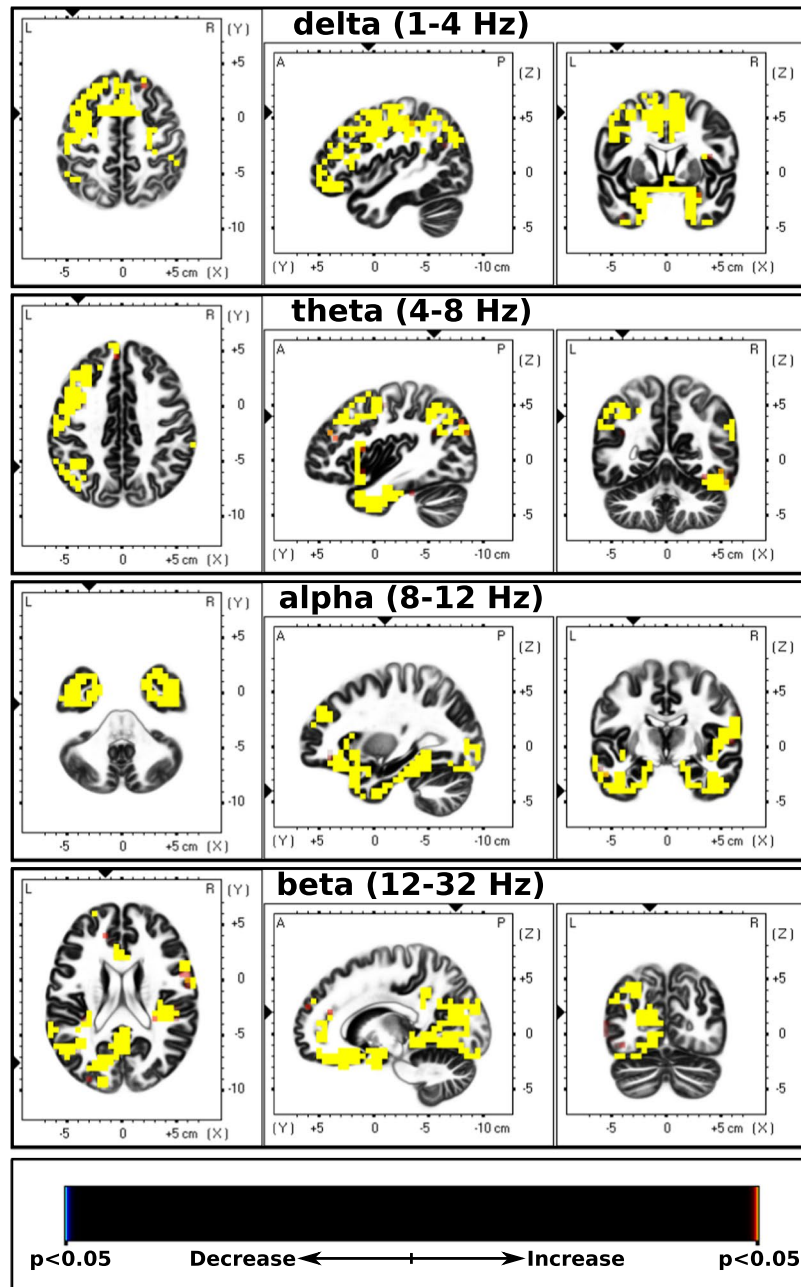 delta (1-4 Hz)
L R (Y)
+5
0
-5
-10
-5 0 +5 cm (X)
A P (Z)
+5
0
-5
(Y) +5 0 -5 -10 cm
L R (Z)
+5
0
-5
-5 0 +5 cm (X)
theta (4-8 Hz)
L R (Y)
+5
0
-5
-10
-5 0 +5 cm (X)
A P (Z)
+5
0
-5
(Y) +5 0 -5 -10 cm
L R (Z)
+5
0
-5
-5 0 +5 cm (X)
alpha (8-12 Hz)
L R (Y)
+5
0
-5
-10
-5 0 +5 cm (X)
A P (Z)
+5
0
-5
(Y) +5 0 -5 -10 cm
L R (Z)
+5
0
-5
-5 0 +5 cm (X)
beta (12-32 Hz)
L R (Y)
+5
0
-5
-10
-5 0 +5 cm (X)
A P (Z)
+5
0
-5
(Y) +5 0 -5 -10 cm
L R (Z)
+5
0
-5
-5 0 +5 cm (X)
p<0.05 Decrease Increase p<0.05